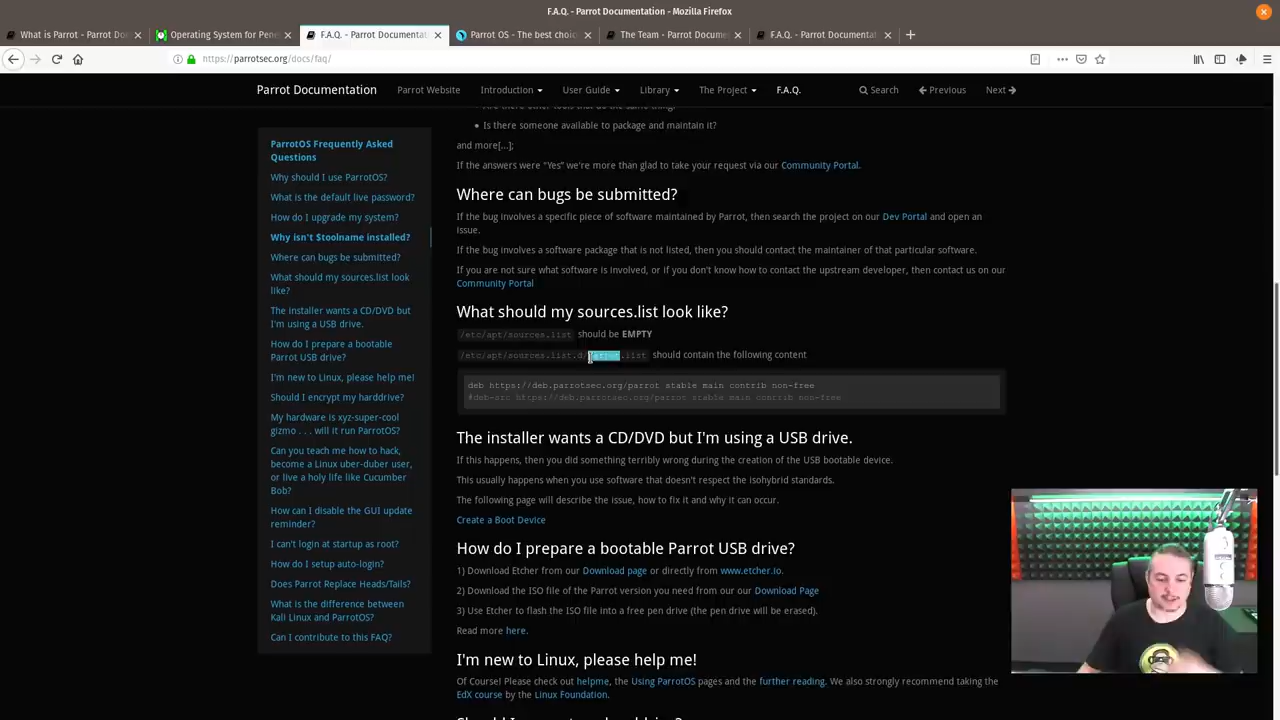 F.A.Q. - Parrot Documentation - Mozilla Firefox
What is Parrot - Parrot Do
Operating System for Pene
F.A.Q. - Parrot Documentati
Parrot OS - The best choic
The Team - Parrot Docume
F.A.Q. - Parrot Documentat
https://parrotsec.org/docs/faq/
Parrot Documentation
Parrot Website
Introduction
User Guide
Library
The Project
F.A.Q.
Search
Previous
Next
ParrotOS Frequently Asked
Questions
Why should I use ParrotOS?
What is the default live password?
How do I upgrade my system?
Why isn't $toolname installed?
Where can bugs be submitted?
What should my sources.list look
like?
The installer wants a CD/DVD but
I'm using a USB drive.
How do I prepare a bootable
Parrot USB drive?
I'm new to Linux, please help me!
Should I encrypt my harddrive?
My hardware is xyz-super-cool
gizmo . . . will it run ParrotOS?
Can you teach me how to hack,
become a Linux uber-duber user,
or live a holy life like Cucumber
Bob?
How can I disable the GUI update
reminder?
I can't login at startup as root?
How do I setup auto-login?
Does Parrot Replace Heads/Tails?
What is the difference between
Kali Linux and ParrotOS?
Can I contribute to this FAQ?
Are there other tools that do the same thing?
Is there someone available to package and maintain it?
and more[...];
If the answers were "Yes" we're more than glad to take your request via our Community Portal.
Where can bugs be submitted?
If the bug involves a specific piece of software maintained by Parrot, then search the project on our Dev Portal and open an
issue.
If the bug involves a software package that is not listed, then you should contact the maintainer of that particular software.
If you are not sure what software is involved, or if you don't know how to contact the upstream developer, then contact us on our
Community Portal
What should my sources.list look like?
/etc/apt/sources.list should be EMPTY
/etc/apt/sources.list.d/parrot.list should contain the following content
deb https://deb.parrotsec.org/parrot stable main contrib non-free
#deb-src https://deb.parrotsec.org/parrot stable main contrib non-free
The installer wants a CD/DVD but I'm using a USB drive.
If this happens, then you did something terribly wrong during the creation of the USB bootable device.
This usually happens when you use software that doesn't respect the isohybrid standards.
The following page will describe the issue, how to fix it and why it can occur.
Create a Boot Device
How do I prepare a bootable Parrot USB drive?
1) Download Etcher from our Download page or directly from www.etcher.io.
2) Download the ISO file of the Parrot version you need from our our Download Page
3) Use Etcher to flash the ISO file into a free pen drive (the pen drive will be erased).
Read more here.
I'm new to Linux, please help me!
Of Course! Please check out helpme, the Using ParrotOS pages and the further reading. We also strongly recommend taking the
EdX course by the Linux Foundation.